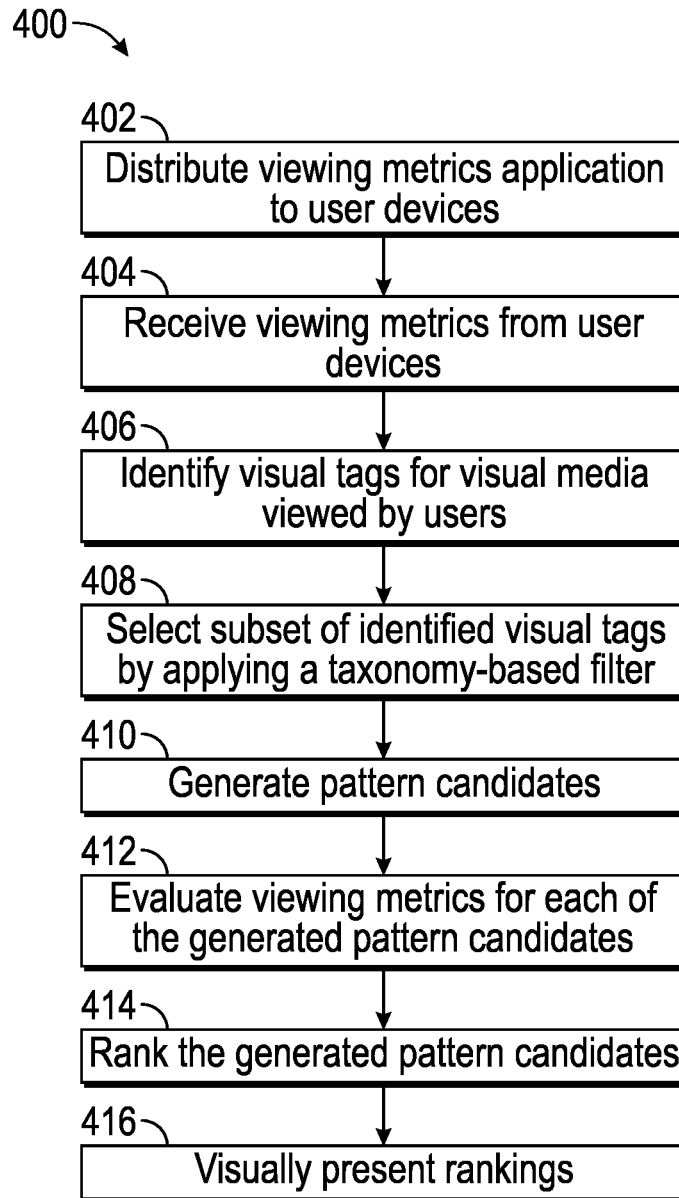 400
402
Distribute viewing metrics application
to user devices
404
Receive viewing metrics from user
devices
406
Identify visual tags for visual media
viewed by users
408
Select subset of identified visual tags
by applying a taxonomy-based filter
410
Generate pattern candidates
412
Evaluate viewing metrics for each of
the generated pattern candidates
414
Rank the generated pattern candidates
416
Visually present rankings